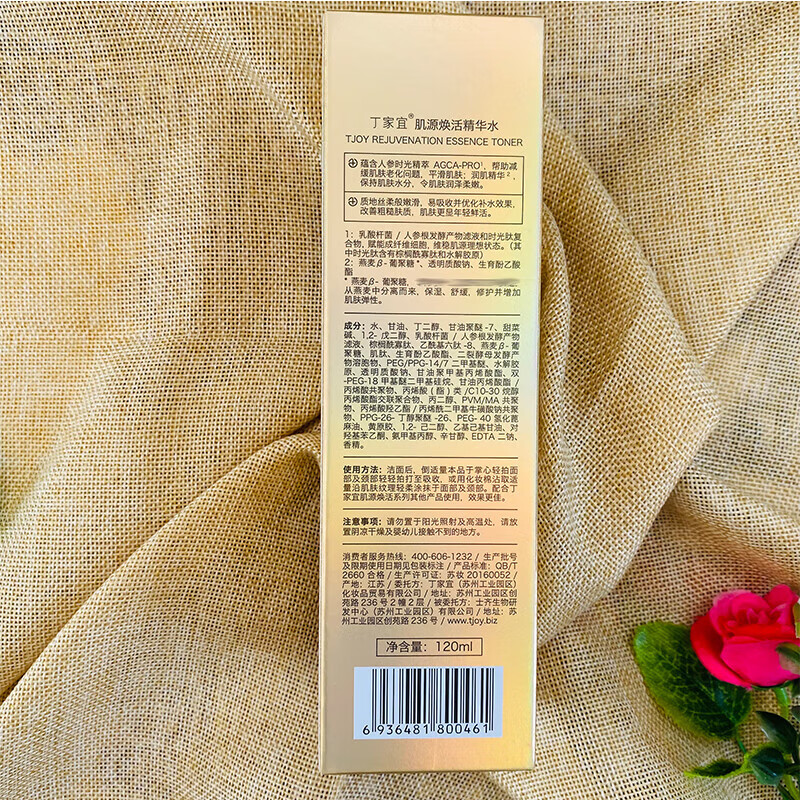 丁家宜® 肌源焕活精华水
TJOY REJUVENATION ESSENCE TONER
蕴含人参时光精萃 AGCA-PRO¹，帮助减
缓肌肤老化问题，平滑肌肤；润肌精华²，
保持肌肤水分，令肌肤润泽柔嫩。
质地丝柔般嫩滑，易吸收并优化补水效果，
改善粗糙肤质，肌肤更显年轻鲜活。
1：乳酸杆菌 / 人参根发酵产物滤液和时光肽复
合物，赋能成纤维细胞，维稳肌源理想状态。（其
中时光肽含有棕榈酰寡肽和水解胶原）
2：燕麦β- 葡聚糖*、透明质酸钠、生育酚乙酸
酯
* 燕麦β- 葡聚糖，
从燕麦中分离而来，保湿、舒缓，修护并增加
肌肤弹性。
成分：水、甘油、丁二醇、甘油聚醚 -7、甜菜
碱、1,2- 戊二醇、乳酸杆菌 / 人参根发酵产物
滤液、棕榈酰寡肽、乙酰基六肽 -8、燕麦β- 葡
聚糖、肌肽、生育酚乙酸酯、二裂酵母发酵产
物溶胞物、PEG/PPG-14/7 二甲基醚、水解胶
原、透明质酸钠、甘油聚甲基丙烯酸酯、双
-PEG-18 甲基醚二甲基硅烷、甘油丙烯酸酯 /
丙烯酸共聚物、丙烯酸（酯）类 /C10-30 烷醇
丙烯酸酯交联聚合物、丙二醇、PVM/MA 共聚
物、丙烯酸羟乙酯 / 丙烯酰二甲基牛磺酸钠共聚
物、PPG-26- 丁醇聚醚 -26、PEG- 40 氢化蓖
麻油、黄原胶、1,2- 己二醇、乙基己基甘油、对
羟基苯乙酮、氨甲基丙醇、辛甘醇、EDTA 二钠、
香精。
使用方法：洁面后，倒适量本品于掌心轻拍面
部及颈部轻轻拍打至吸收，或用化妆棉沾取适
量沿肌肤纹理轻柔涂抹于面部及颈部。配合丁
家宜肌源焕活系列其他产品使用，效果更佳。
注意事项：请勿置于阳光照射及高温处，请放
置阴凉干燥及婴幼儿接触不到的地方。
消费者服务热线：400-606-1232 / 生产批号
及限期使用日期见包装标注 / 产品标准：QB/T
2660 合格 / 生产许可证：苏妆 20160052 /
产地：江苏 / 委托方：丁家宜（苏州工业园区）
化妆品贸易有限公司 / 地址：苏州工业园区创
苑路 236 号 2 幢 2 层 / 被委托方：士齐生物研
发中心（苏州工业园区）有限公司 / 地址：苏
州工业园区创苑路 236 号 / www.tjoy.biz
净含量：120ml
6 936481 800461